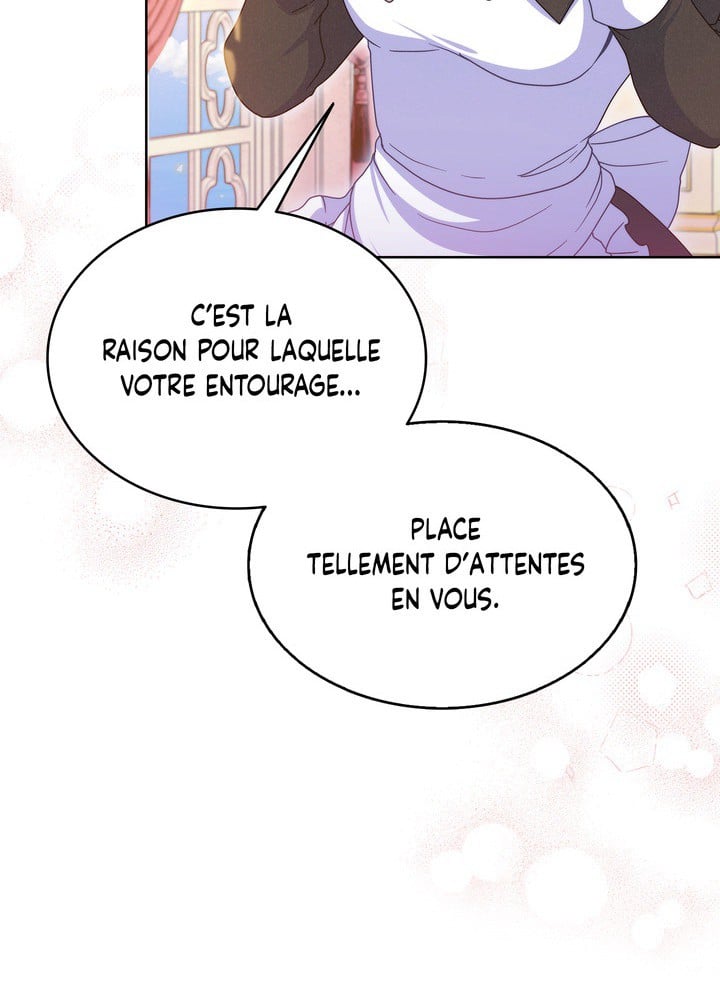 C'EST LA
RAISON POUR LAQUELLE
VOTRE ENTOURAGE...
PLACE
TELLEMENT D'ATTENTES
EN VOUS.